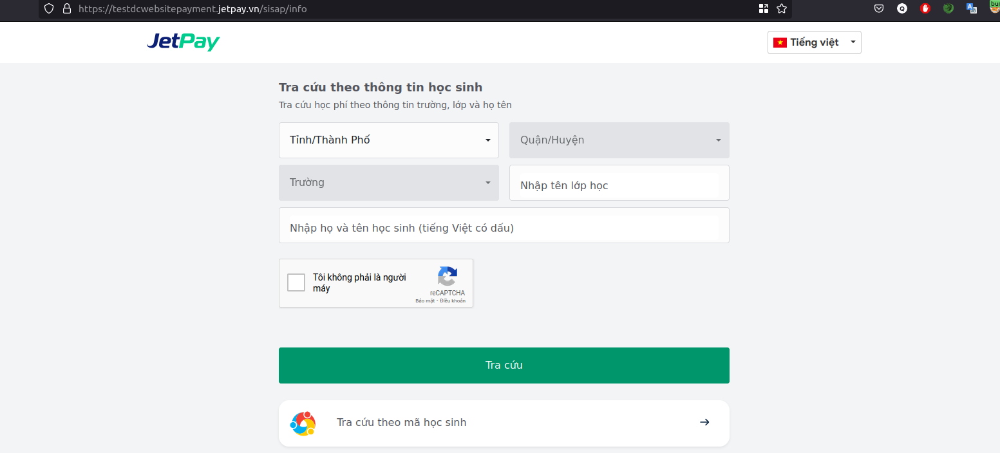 https://testdcwebsitepayment.jetpay.vn/sisap/info
JetPay
Tiếng việt
Tra cứu theo thông tin học sinh
Tra cứu học phí theo thông tin trường, lớp và họ tên
Tỉnh/Thành Phố
Quận/Huyện
Trường
Nhập tên lớp học
Nhập họ và tên học sinh (tiếng Việt có dấu)
Tôi không phải là người
máy
reCAPTCHA
Bảo mật - Điều khoản
Tra cứu
Tra cứu theo mã học sinh